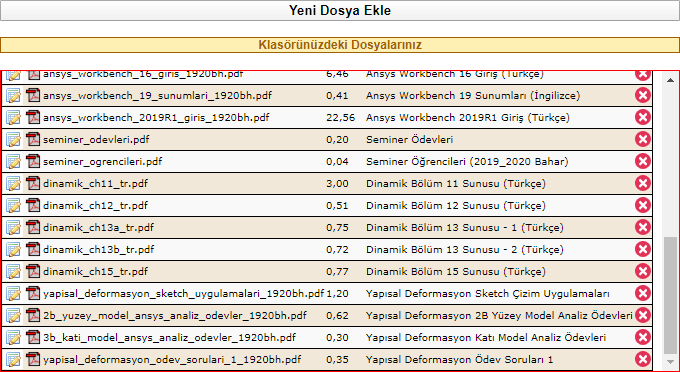 Yeni Dosya Ekle
Klasörünüzdeki Dosyalarınız
ansys_workbench_16_giris_1920bh.pdf 6,46 Ansys Workbench 16 Giriş (Türkçe)
ansys_workbench_19_sunumlari_1920bh.pdf 0,41 Ansys Workbench 19 Sunumları (İngilizce)
ansys_workbench_2019R1_giris_1920bh.pdf 22,56 Ansys Workbench 2019R1 Giriş (Türkçe)
seminer_odevleri.pdf 0,20 Seminer Ödevleri
seminer_ogrencileri.pdf 0,04 Seminer Öğrencileri (2019_2020 Bahar)
dinamik_ch11_tr.pdf 3,00 Dinamik Bölüm 11 Sunusu (Türkçe)
dinamik_ch12_tr.pdf 0,51 Dinamik Bölüm 12 Sunusu (Türkçe)
dinamik_ch13a_tr.pdf 0,75 Dinamik Bölüm 13 Sunusu - 1 (Türkçe)
dinamik_ch13b_tr.pdf 0,72 Dinamik Bölüm 13 Sunusu - 2 (Türkçe)
dinamik_ch15_tr.pdf 0,77 Dinamik Bölüm 15 Sunusu (Türkçe)
yapisal_deformasyon_sketch_uygulamalari_1920bh.pdf 1,20 Yapısal Deformasyon Sketch Çizim Uygulamaları
2b_yuzey_model_ansys_analiz_odevler_1920bh.pdf 0,62 Yapısal Deformasyon 2B Yüzey Model Analiz Ödevleri
3b_kati_model_ansys_analiz_odevler_1920bh.pdf 0,30 Yapısal Deformasyon Katı Model Analiz Ödevleri
yapisal_deformasyon_odev_sorulari_1_1920bh.pdf 0,35 Yapısal Deformasyon Ödev Soruları 1